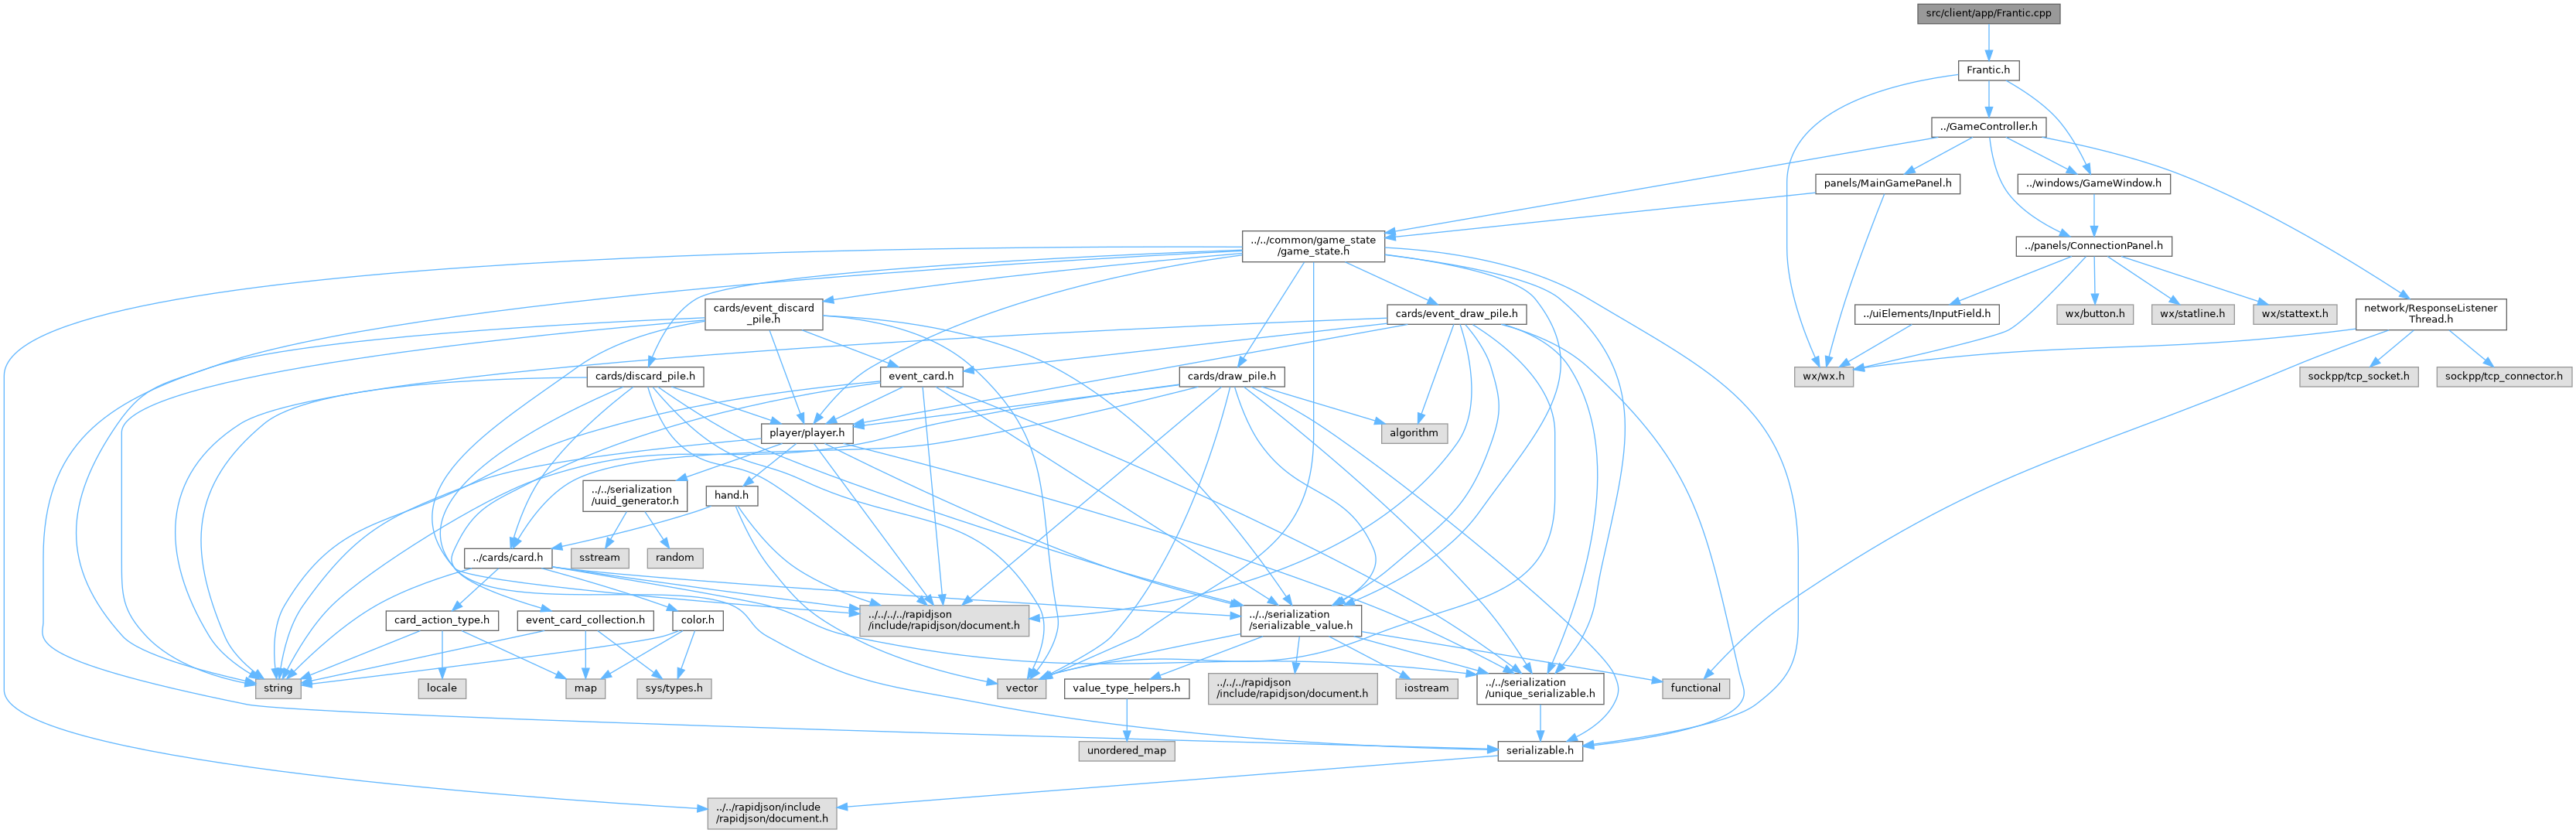 src/client/app/Frantic.cpp
Frantic.h
../GameController.h
panels/MainGamePanel.h
../windows/GameWindow.h
../../common/game_state
/game_state.h
../panels/ConnectionPanel.h
cards/event_discard
_pile.h
cards/event_draw_pile.h
../uiElements/InputField.h
wx/button.h
wx/statline.h
wx/stattext.h
network/ResponseListener
Thread.h
cards/discard_pile.h
event_card.h
cards/draw_pile.h
wx/wx.h
sockpp/tcp_socket.h
sockpp/tcp_connector.h
player/player.h
algorithm
../../serialization
/uuid_generator.h
hand.h
../cards/card.h
sstream
random
card_action_type.h
event_card_collection.h
color.h
../../../../rapidjson
/include/rapidjson/document.h
../../serialization
/serializable_value.h
string
locale
map
sys/types.h
vector
value_type_helpers.h
../../../rapidjson
/include/rapidjson/document.h
iostream
../../serialization
/unique_serializable.h
functional
unordered_map
serializable.h
../../rapidjson/include
/rapidjson/document.h